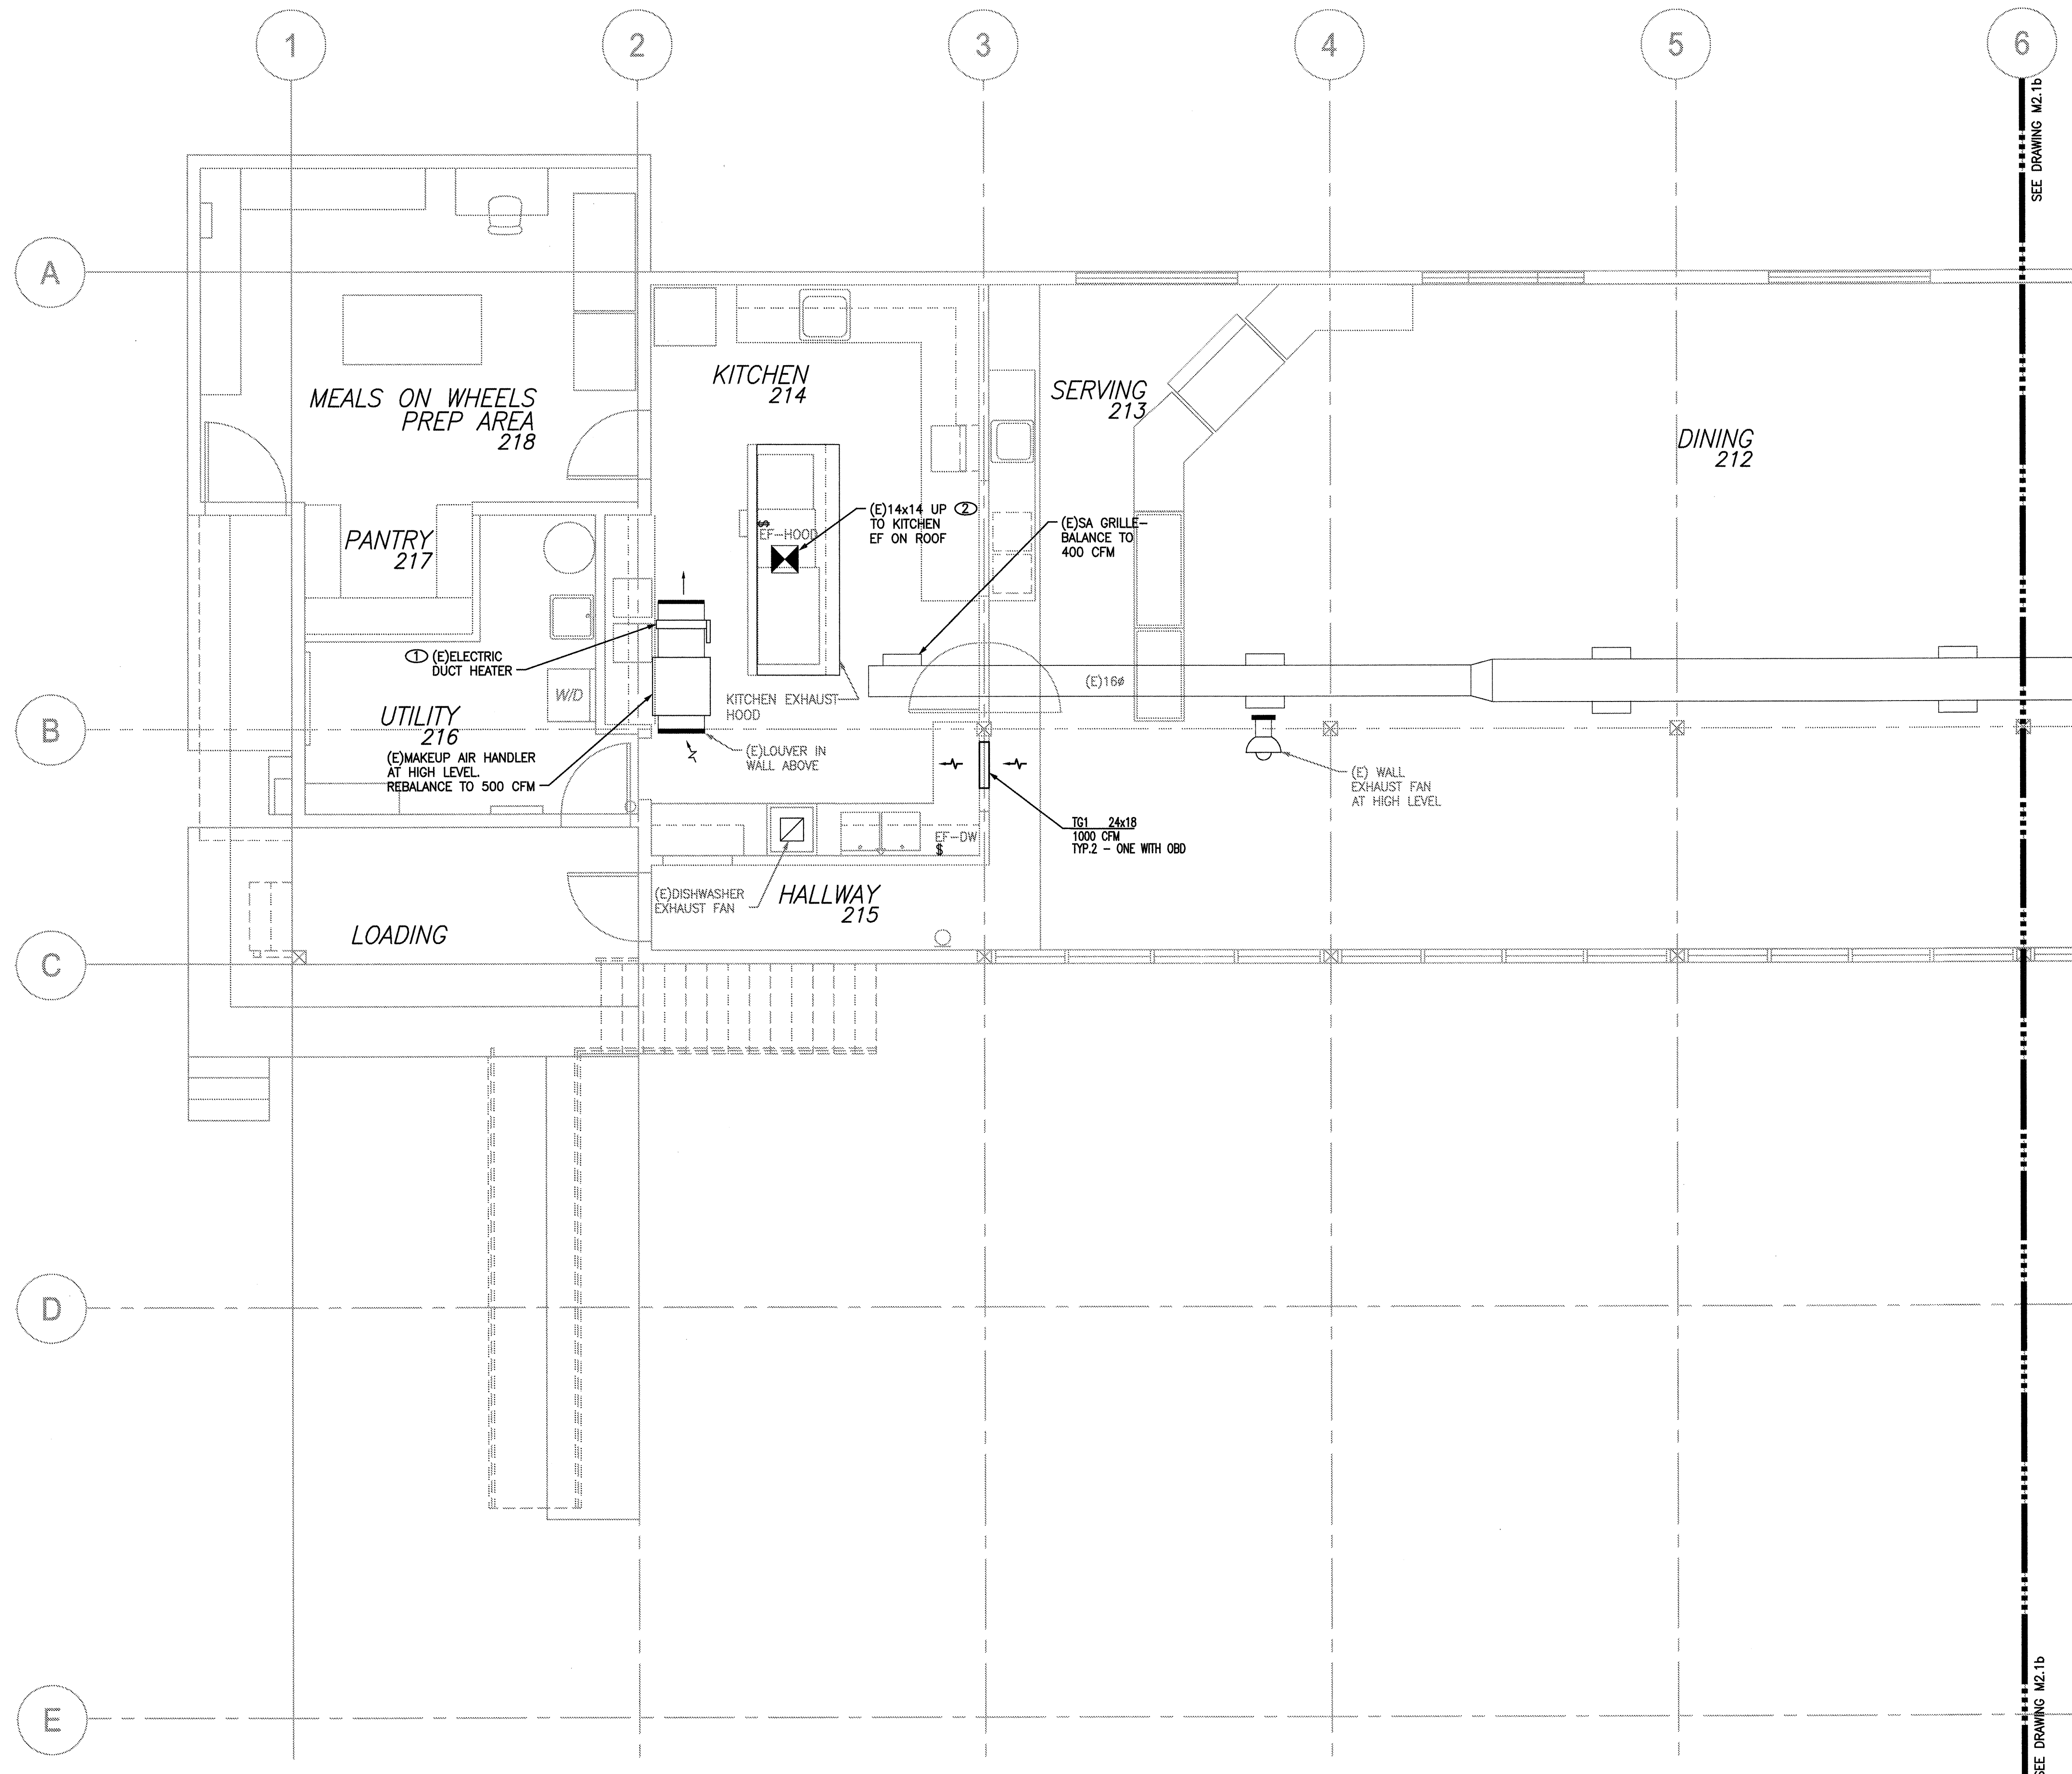 1
2
3
4
5
6
SEE DRAWING M2.1b
A
MEALS ON WHEELS
PREP AREA
218
KITCHEN
214
SERVING
213
DINING
212
PANTRY
217
$
EF-HOOD
(E)14x14 UP 2
TO KITCHEN
EF ON ROOF
(E)SA GRILLE-
BALANCE TO
400 CFM
1 (E)ELECTRIC
DUCT HEATER
W/D
KITCHEN EXHAUST
HOOD
(E)16ø
B
UTILITY
216
(E)MAKEUP AIR HANDLER
AT HIGH LEVEL.
REBALANCE TO 500 CFM
(E)LOUVER IN
WALL ABOVE
(E) WALL
EXHAUST FAN
AT HIGH LEVEL
TG1 24x18
1000 CFM
TYP.2 - ONE WITH OBD
EF-DW
$
(E)DISHWASHER
EXHAUST FAN
HALLWAY
215
LOADING
C
D
E
SEE DRAWING M2.1b